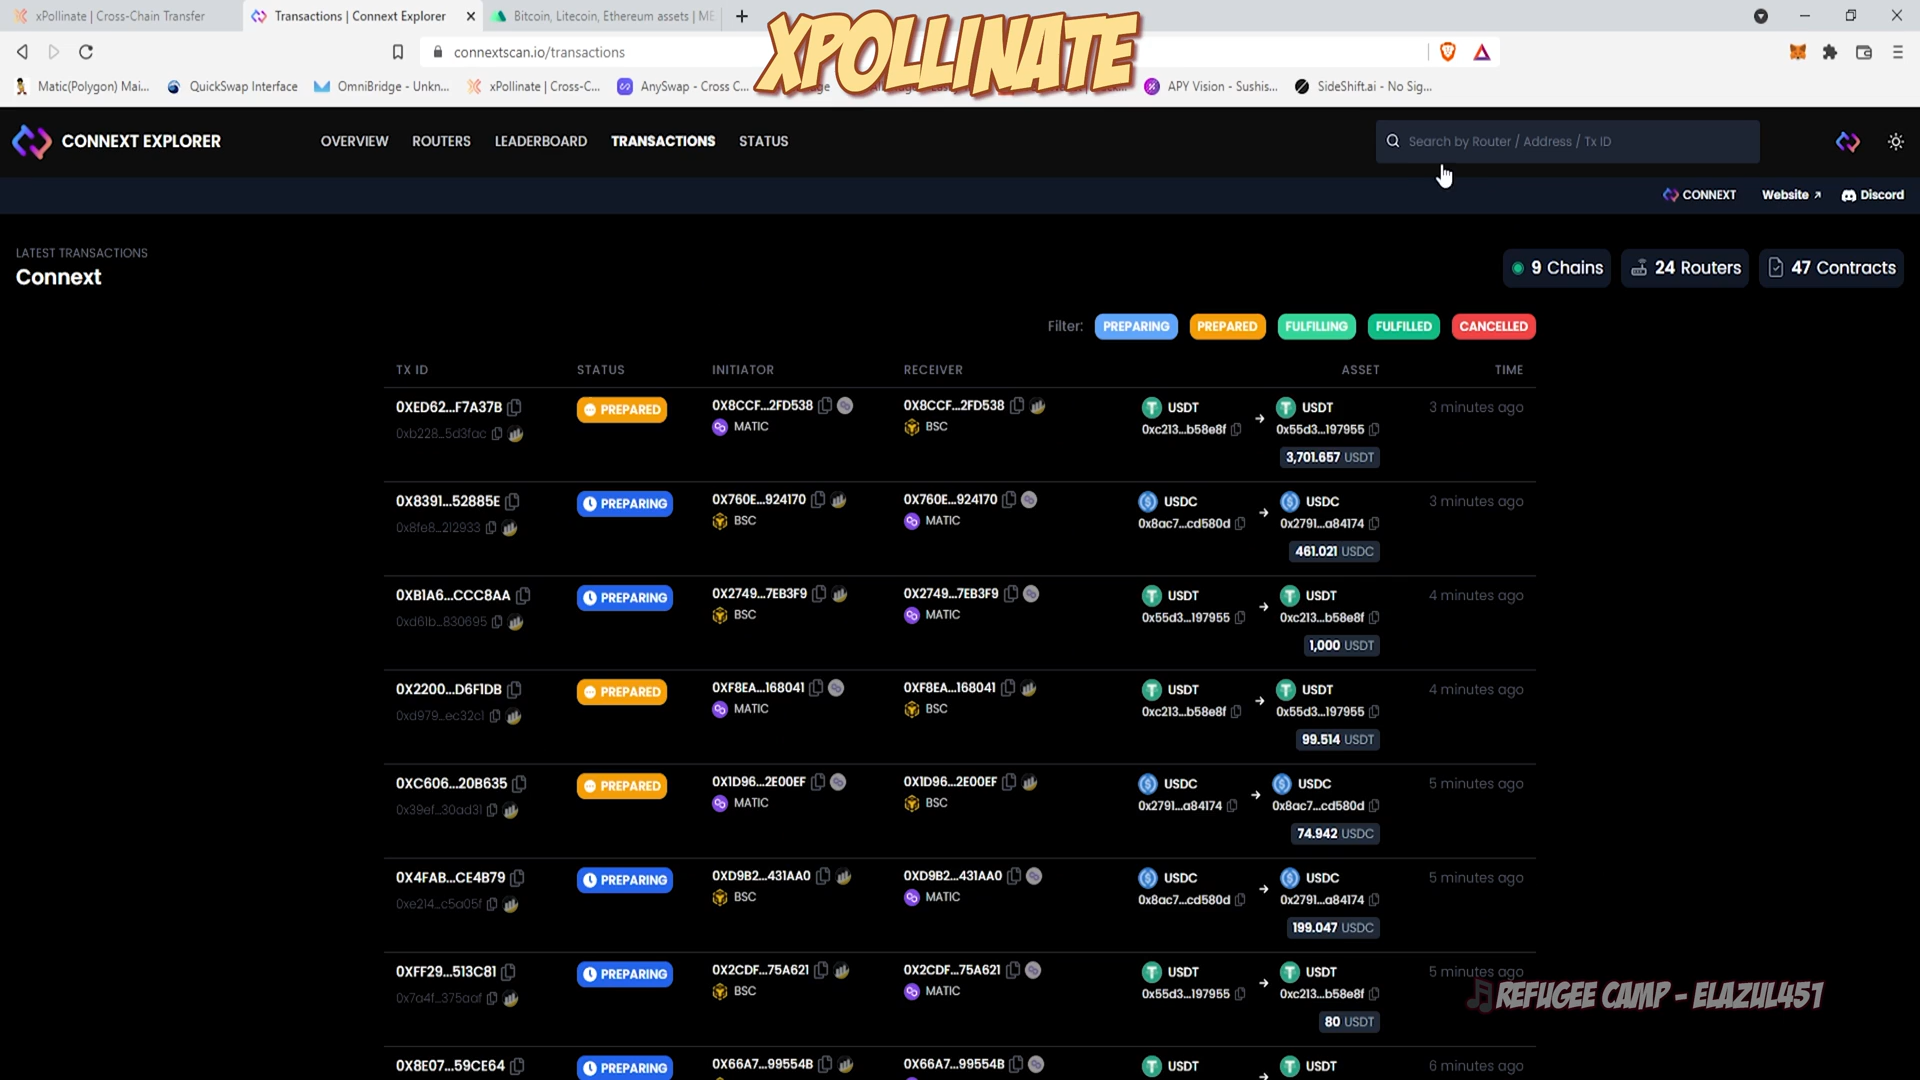 xPollinate | Cross-Chain Transfer
Transactions | Connext Explorer
Bitcoin, Litecoin, Ethereum assets | ME
XPOLLINATE
connextscan.io/transactions
Matic(Polygon) Mai...
QuickSwap Interface
OmniBridge - Unkn...
xPollinate | Cross-C...
AnySwap - Cross C...
APY Vision - Sushis...
SideShift.ai - No Sig...
CONNEXT EXPLORER
OVERVIEW
ROUTERS
LEADERBOARD
TRANSACTIONS
STATUS
Search by Router / Address / Tx ID
CONNEXT
Website
Discord
LATEST TRANSACTIONS
Connext
9 Chains
24 Routers
47 Contracts
Filter: PREPARING PREPARED FULFILLING FULFILLED CANCELLED
TX ID STATUS INITIATOR RECEIVER ASSET TIME
0XED62...F7A37B PREPARED 0X8CCF...2FD538 0X8CCF...2FD538 USDT USDT 3 minutes ago
0xb228...5d3fac MATIC BSC 0xc213...b58e8f 0x55d3...197955
3,701.657 USDT
0X8391...52885E PREPARING 0X760E...924170 0X760E...924170 USDC USDC 3 minutes ago
0x8fe8...212933 BSC MATIC 0x8ac7...cd580d 0x2791...a84174
461.021 USDC
0XB1A6...CCC8AA PREPARING 0X2749...7EB3F9 0X2749...7EB3F9 USDT USDT 4 minutes ago
0xd61b...830695 BSC MATIC 0x55d3...197955 0xc213...b58e8f
1,000 USDT
0X2200...D6F1DB PREPARED 0XF8EA...168041 0XF8EA...168041 USDT USDT 4 minutes ago
0xd979...ec32c1 MATIC BSC 0xc213...b58e8f 0x55d3...197955
99.514 USDT
0XC606...20B635 PREPARED 0X1D96...2E00EF 0X1D96...2E00EF USDC USDC 5 minutes ago
0x39ef...30ad31 MATIC BSC 0x2791...a84174 0x8ac7...cd580d
74.942 USDC
0X4FAB...CE4B79 PREPARING 0XD9B2...431AA0 0XD9B2...431AA0 USDC USDC 5 minutes ago
0xe214...c5a05f BSC MATIC 0x8ac7...cd580d 0x2791...a84174
199.047 USDC
0XFF29...513C81 PREPARING 0X2CDF...75A621 0X2CDF...75A621 USDT USDT 5 minutes ago
0x7a4f...375aaf BSC MATIC 0x55d3...197955 0xc213...b58e8f
80 USDT
REFUGEE CAMP - ELAZUL451
0X8E07...59CE64 PREPARING 0X66A7...99554B 0X66A7...99554B USDT USDT 6 minutes ago